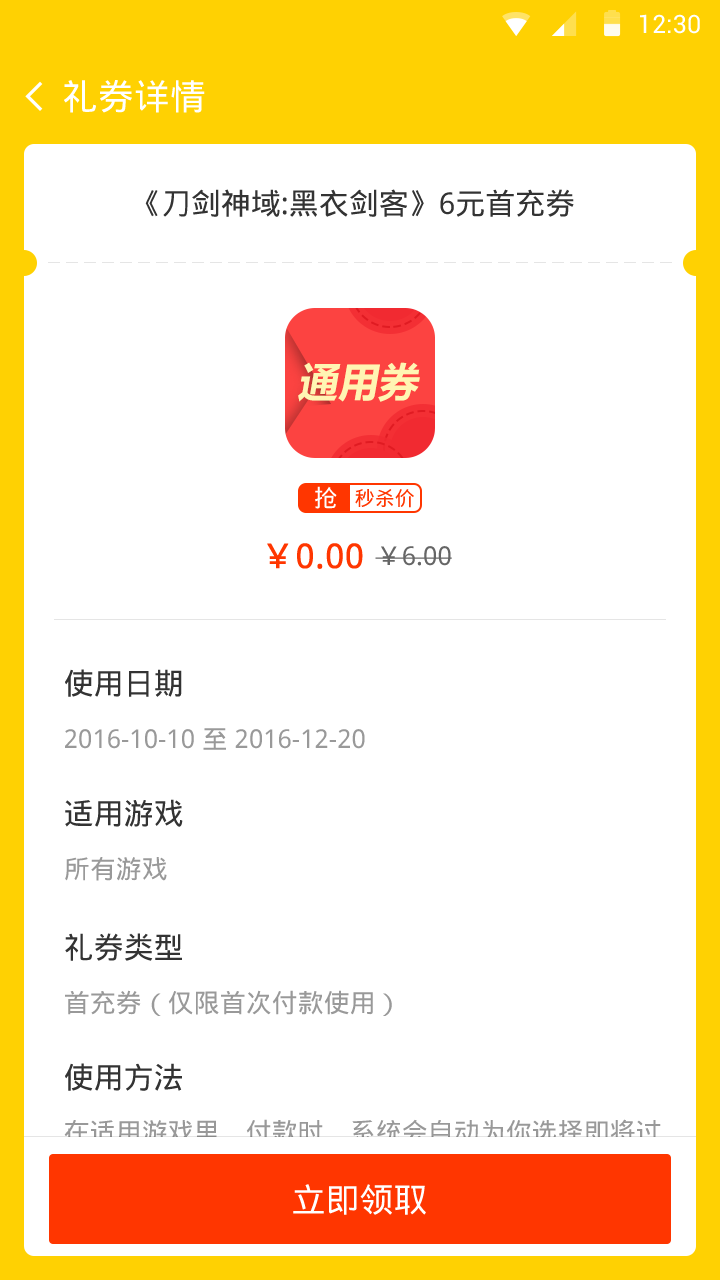 12:30
礼券详情
《刀剑神域:黑衣剑客》6元首充券
通用券
抢 秒杀价
￥0.00 ￥6.00
使用日期
2016-10-10 至 2016-12-20
适用游戏
所有游戏
礼券类型
首充券（仅限首次付款使用）
使用方法
在适用游戏里，付款时，系统会自动为你选择即将过
立即领取